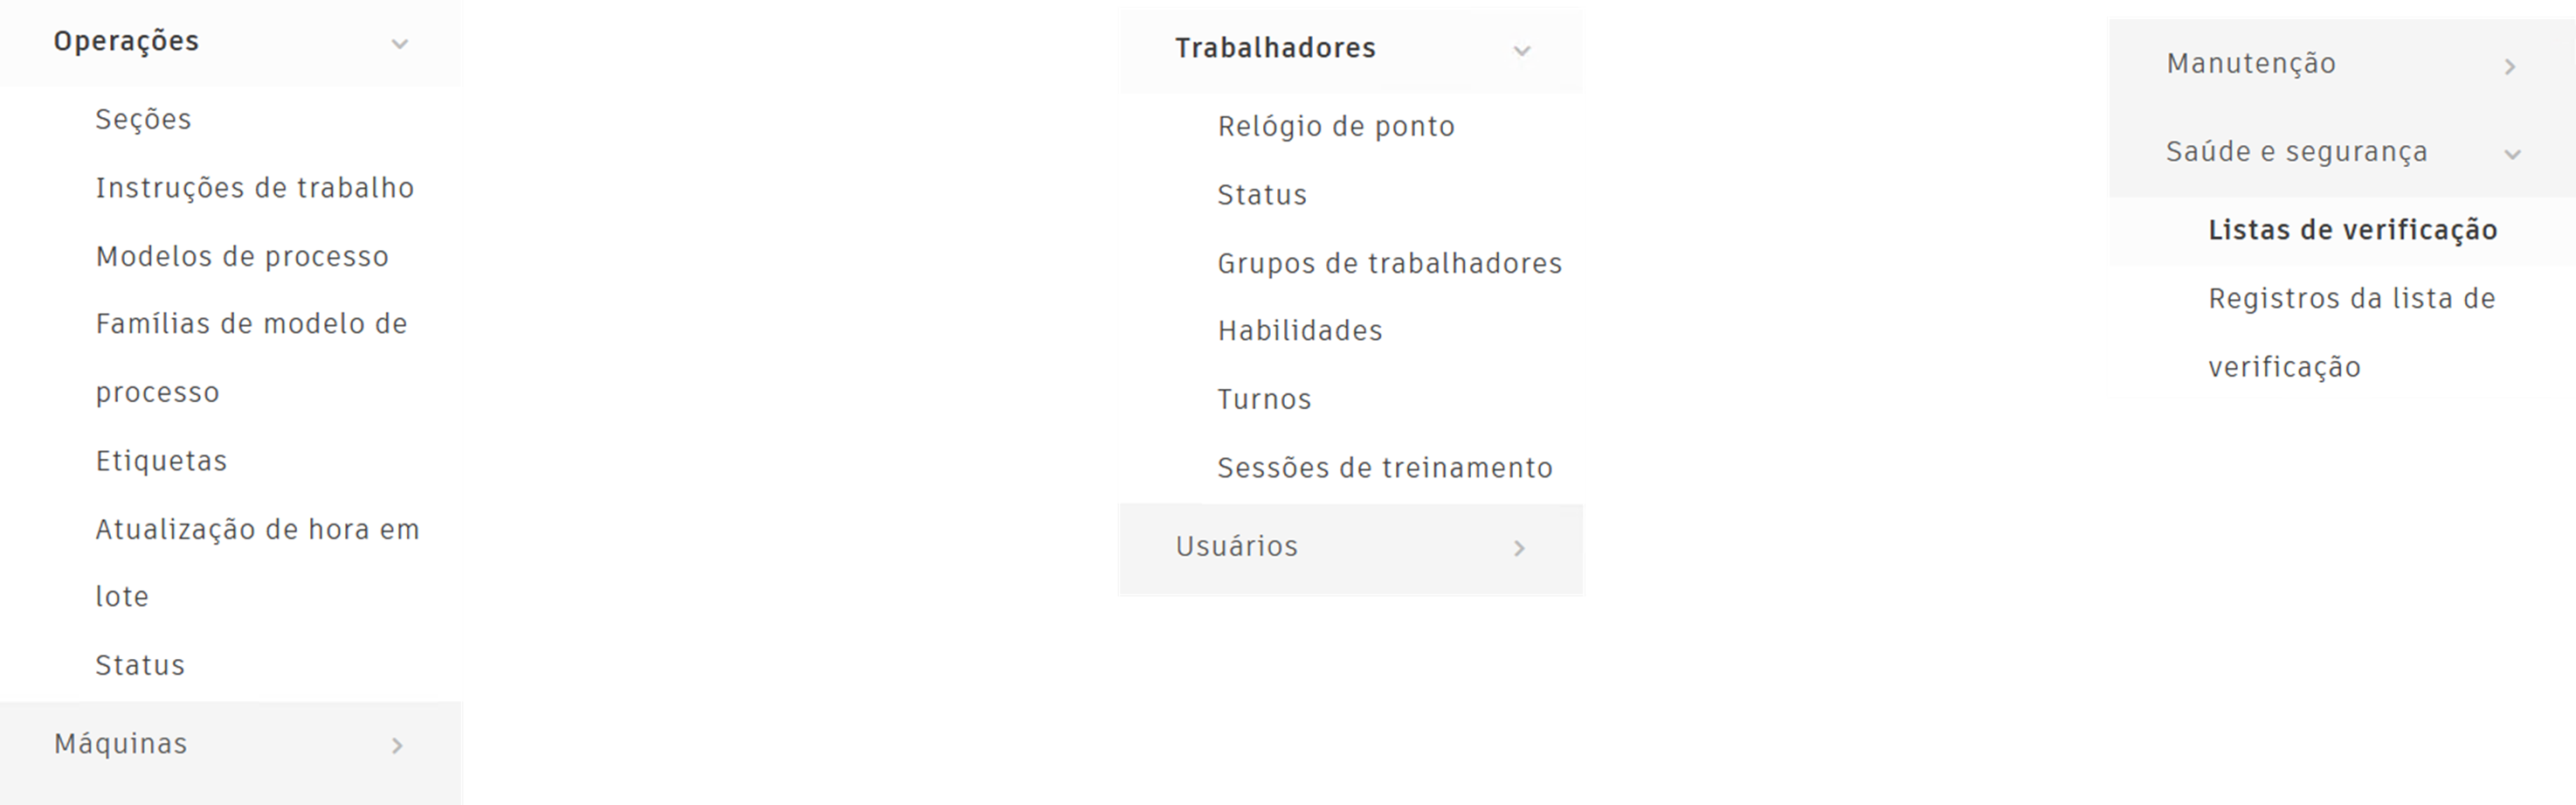 Operações
Seções
Instruções de trabalho
Modelos de processo
Famílias de modelo de
processo
Etiquetas
Atualização de hora em
lote
Status
Máquinas
Trabalhadores
Relógio de ponto
Status
Grupos de trabalhadores
Habilidades
Turnos
Sessões de treinamento
Usuários
Manutenção
Saúde e segurança
Listas de verificação
Registros da lista de
verificação